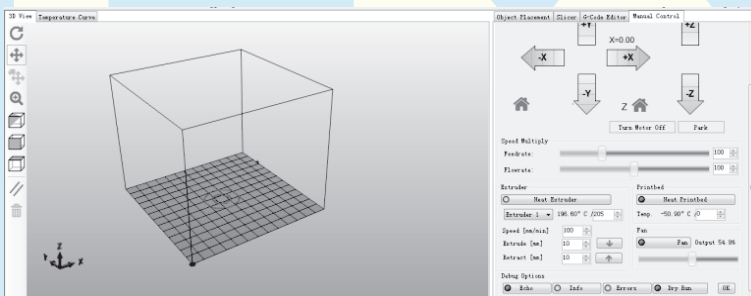 3D View Temperature Curve
Object Placement Slicer G-Code Editor Manual Control
+Y +Z
X=0.00
-X +X
-Y -Z
Z
Turn Motor Off Park
Speed Multiply
Feedrate: 100
Flowrate: 100
Extruder Printbed
Heat Extruder Heat Printbed
Extruder 1 196.60° C /205 Temp. -50.98° C /0
Speed [mm/min] 100 Fan
Extrude [mm] 10 Fan Output 54.9%
Retract [mm] 10
Debug Options
Echo Info Errors Dry Run OK
Z
Y X